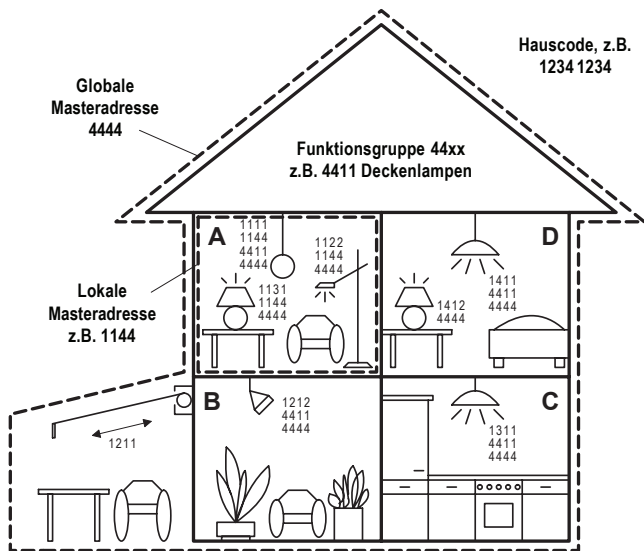 Hauscode, z.B.
1234 1234
Globale
Masteradresse
4444
Funktionsgruppe 44xx
z.B. 4411 Deckenlampen
Lokale
Masteradresse
z.B. 1144
A
1111
1144
4411
4444
1122
1144
4444
1131
1144
4444
D
1411
4411
4444
1412
4444
B
1212
4411
4444
1211
C
1311
4411
4444